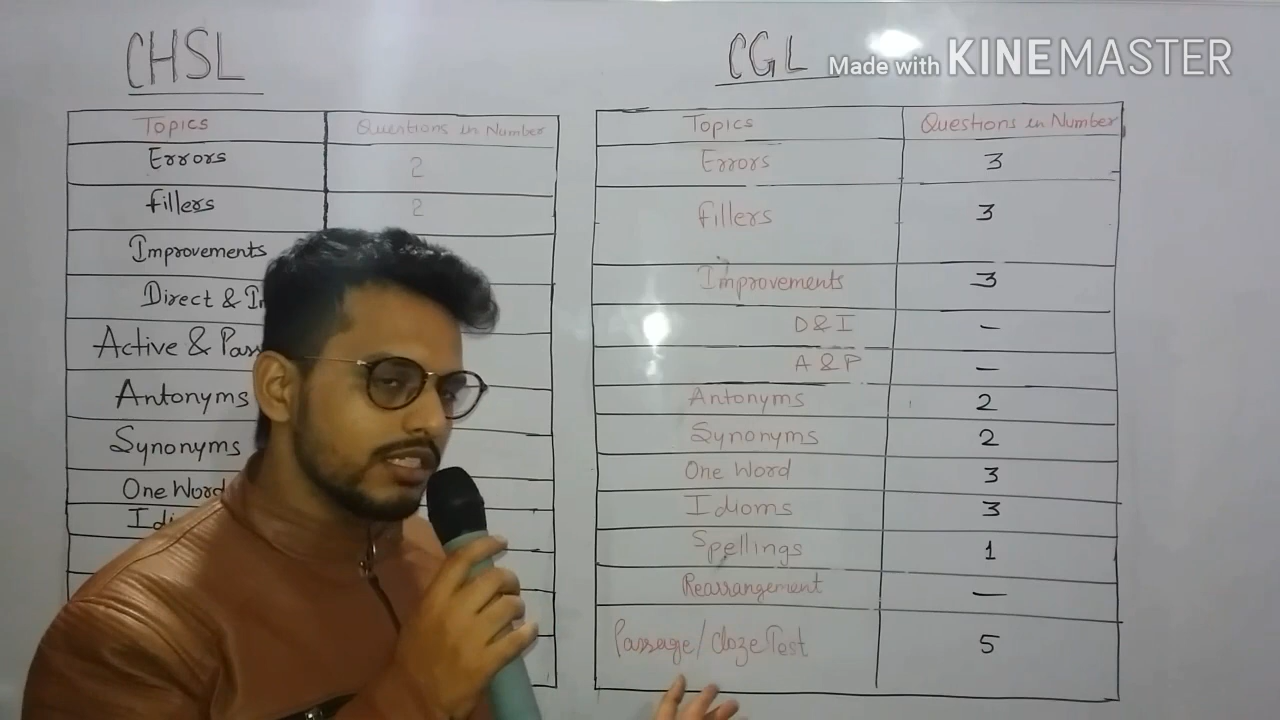 CHSL
Topics Questions in Number
Errors 2
fillers 2
Improvements
Direct &
Active &
Antonyms
Synonyms
One Word
CGL
Made with KINEMASTER
Topics Questions in Number
Errors 3
fillers 3
Improvements 3
D & I —
A & P —
Antonyms 2
Synonyms 2
One Word 3
Idioms 3
Spellings 1
Rearrangement —
Passage/ClozeTest 5